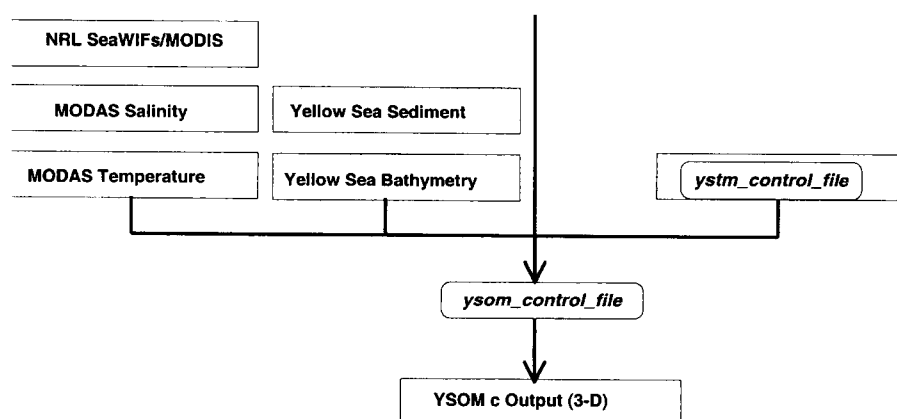 NRL SeaWIFs/MODIS
MODAS Salinity
Yellow Sea Sediment
MODAS Temperature
Yellow Sea Bathymetry
ystm_control_file
ysom_control_file
YSOM c Output (3-D)